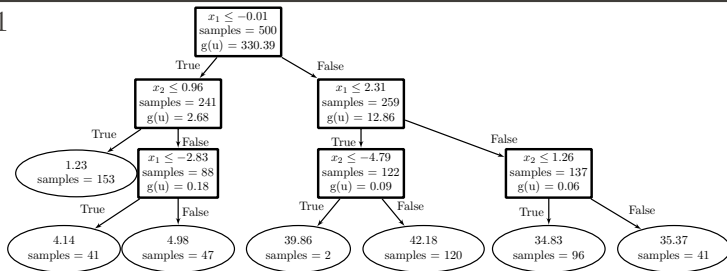 1
x₁ ≤ −0.01
samples = 500
g(u) = 330.39
True
False
x₂ ≤ 0.96
samples = 241
g(u) = 2.68
x₁ ≤ 2.31
samples = 259
g(u) = 12.86
True
False
True
False
1.23
samples = 153
x₁ ≤ −2.83
samples = 88
g(u) = 0.18
x₂ ≤ −4.79
samples = 122
g(u) = 0.09
x₂ ≤ 1.26
samples = 137
g(u) = 0.06
True
False
True
False
True
False
4.14
samples = 41
4.98
samples = 47
39.86
samples = 2
42.18
samples = 120
34.83
samples = 96
35.37
samples = 41